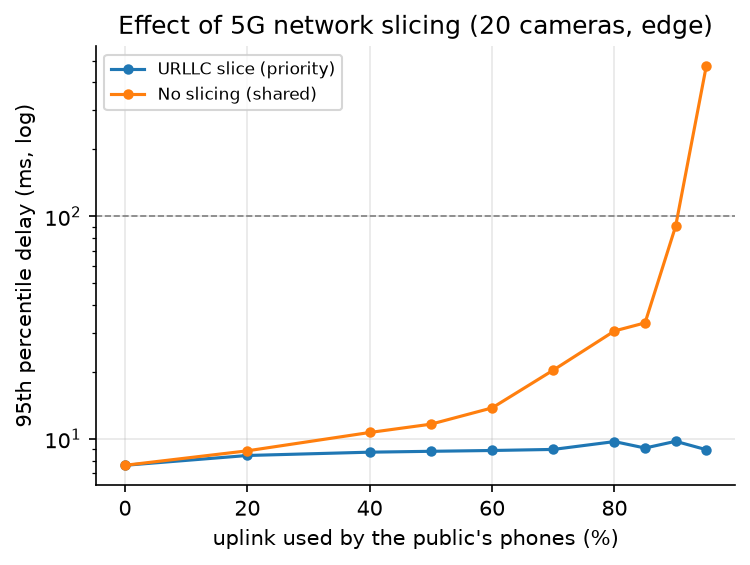 Effect of 5G network slicing (20 cameras, edge)
URLLC slice (priority)
No slicing (shared)
95th percentile delay (ms, log)
10²
10¹
0 20 40 60 80
uplink used by the public's phones (%)